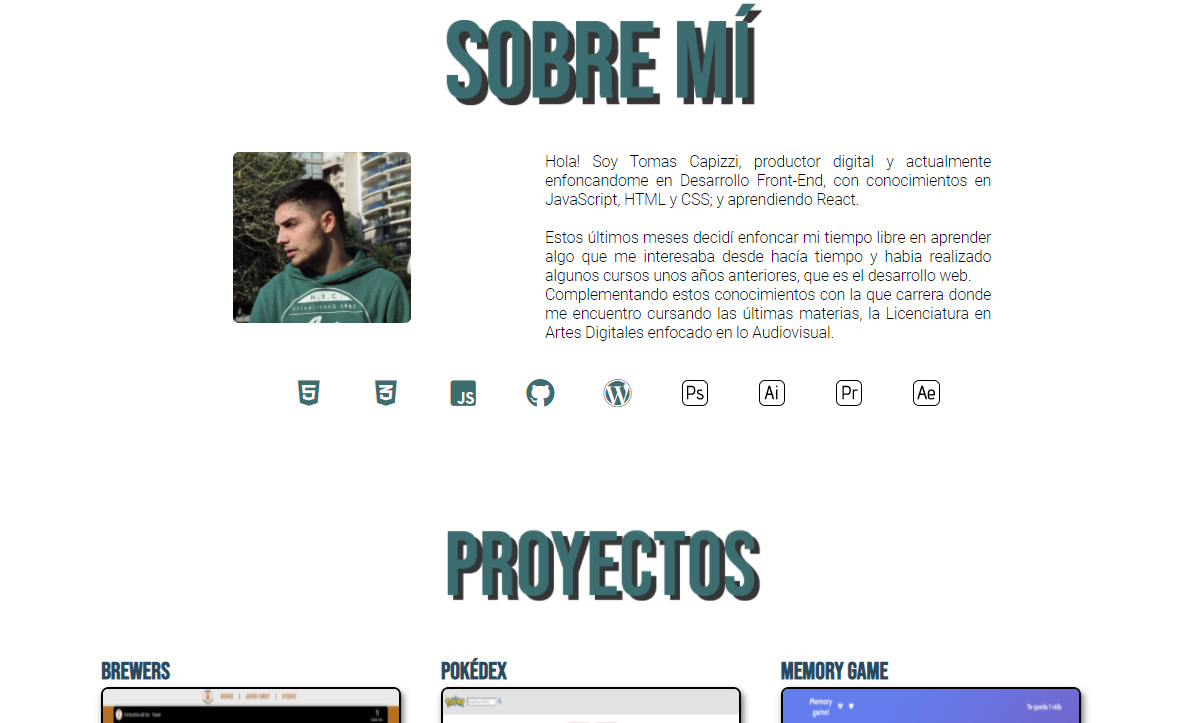 SOBRE MÍ
Hola! Soy Tomas Capizzi, productor digital y actualmente
enfoncandome en Desarrollo Front-End, con conocimientos en
JavaScript, HTML y CSS; y aprendiendo React.
Estos últimos meses decidí enfoncar mi tiempo libre en aprender
algo que me interesaba desde hacía tiempo y habia realizado
algunos cursos unos años anteriores, que es el desarrollo web.
Complementando estos conocimientos con la que carrera donde
me encuentro cursando las últimas materias, la Licenciatura en
Artes Digitales enfocado en lo Audiovisual.
N.Y.C
ESTABLISHED 1987
5 3 JS W Ps Ai Pr Ae
PROYECTOS
BREWERS POKÉDEX MEMORY GAME
Memory
game!
Te queda 1 vida